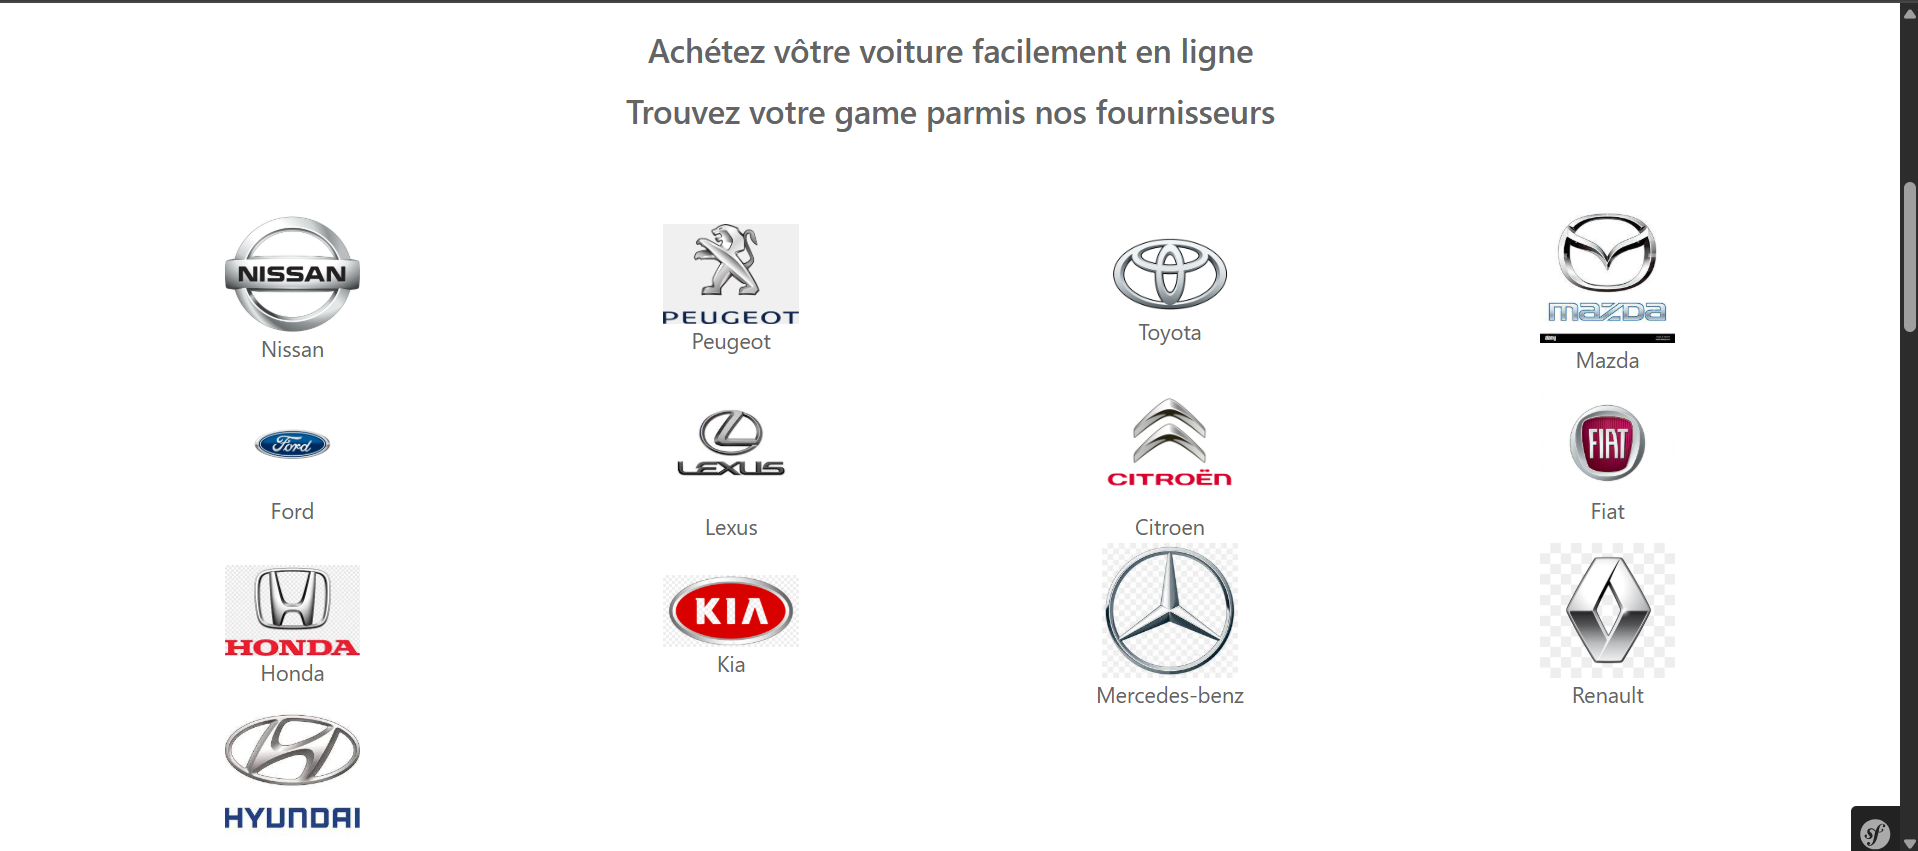 Achétez vôtre voiture facilement en ligne
Trouvez votre game parmis nos fournisseurs
NISSAN
Nissan
PEUGEOT
Peugeot
Toyota
mazda
Mazda
Ford
Ford
LEXUS
Lexus
CITROËN
Citroen
FIAT
Fiat
HONDA
Honda
KIA
Kia
Mercedes-benz
Renault
HYUNDAI
sf